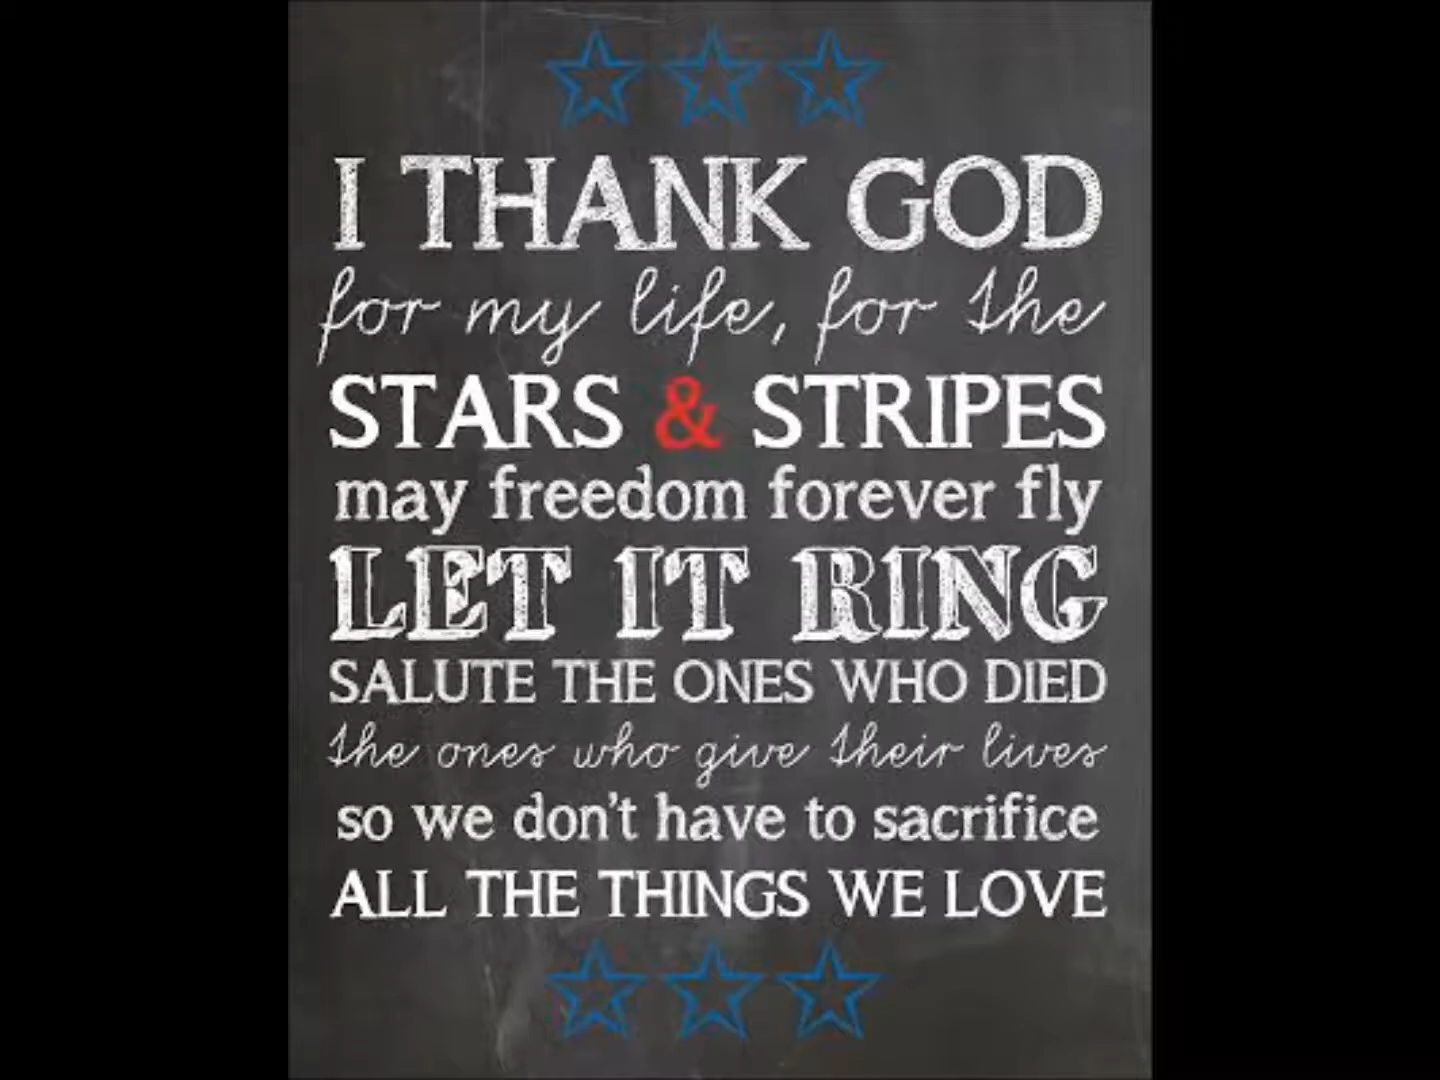 I THANK GOD
for my life, for the
STARS & STRIPES
may freedom forever fly
LET IT RING
SALUTE THE ONES WHO DIED
the ones who give their lives
so we don't have to sacrifice
ALL THE THINGS WE LOVE